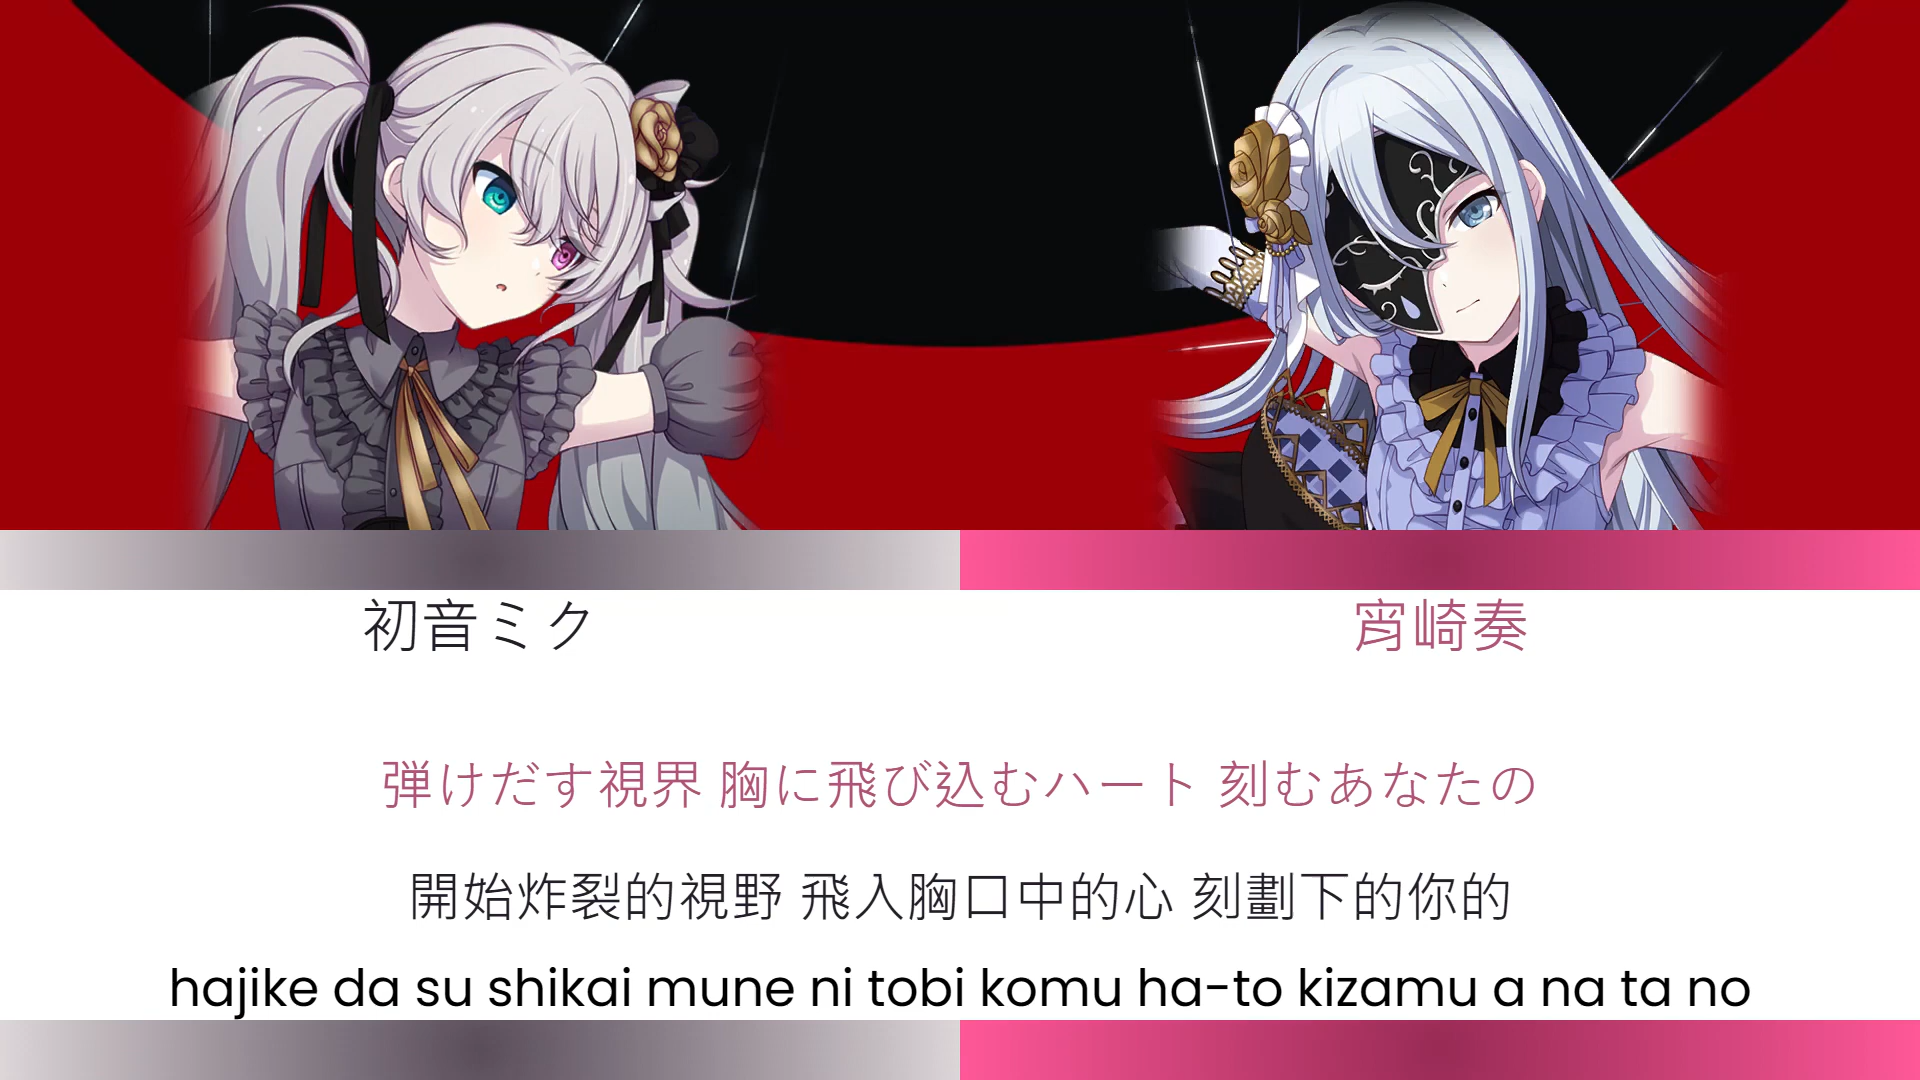 初音ミク
宵崎奏
弾けだす視界 胸に飛び込むハート 刻むあなたの
開始炸裂的視野 飛入胸口中的心 刻劃下的你的
hajike da su shikai mune ni tobi komu ha-to kizamu a na ta no